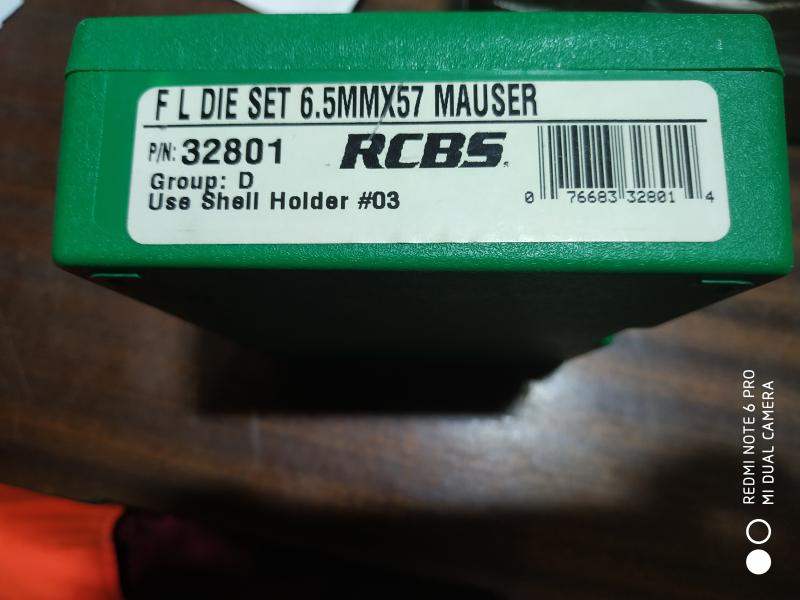 F L DIE SET 6.5MMX57 MAUSER
P/N: 32801
RCBS.
Group: D
Use Shell Holder #03
0 76683 32801 4
REDMI NOTE 6 PRO
MI DUAL CAMERA